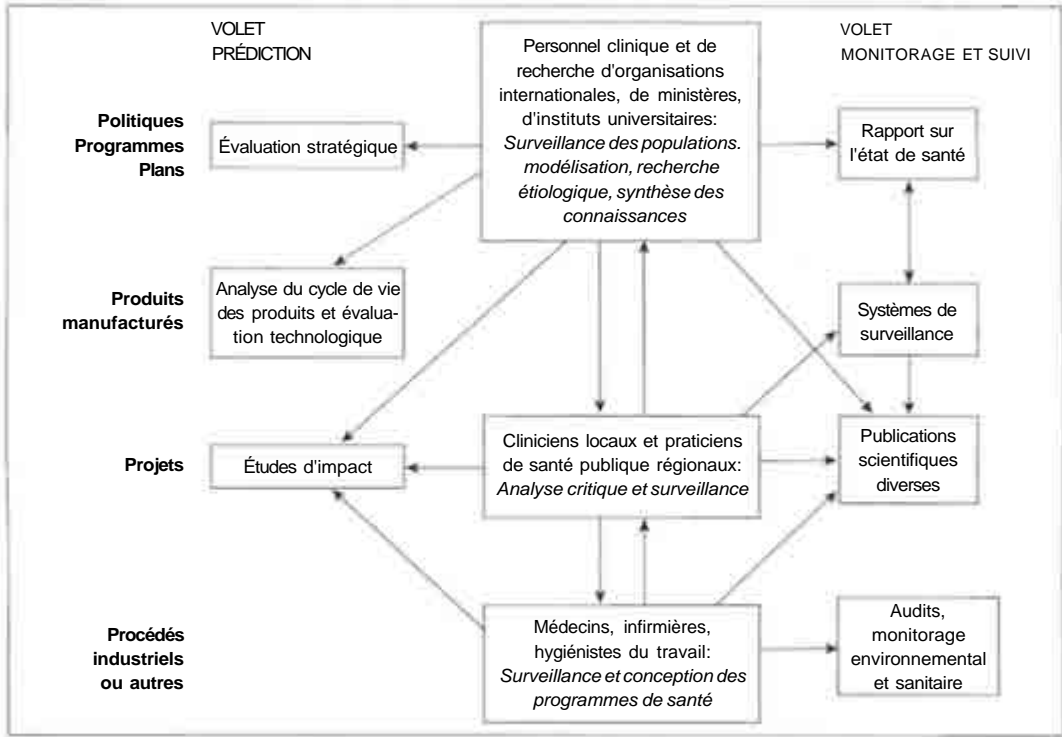 VOLET
PRÉDICTION
VOLET
MONITORAGE ET SUIVI
Politiques
Programmes
Plans
Évaluation stratégique
Personnel clinique et de
recherche d'organisations
internationales, de ministères,
d'instituts universitaires:
Surveillance des populations.
modélisation, recherche
étiologique, synthèse des
connaissances
Rapport sur
l'état de santé
Produits
manufacturés
Analyse du cycle de vie
des produits et évalua-
tion technologique
Systèmes de
surveillance
Projets
Études d'impact
Cliniciens locaux et praticiens
de santé publique régionaux:
Analyse critique et surveillance
Publications
scientifiques
diverses
Procédés
industriels
ou autres
Médecins, infirmières,
hygiénistes du travail:
Surveillance et conception des
programmes de santé
Audits,
monitorage
environnemental
et sanitaire